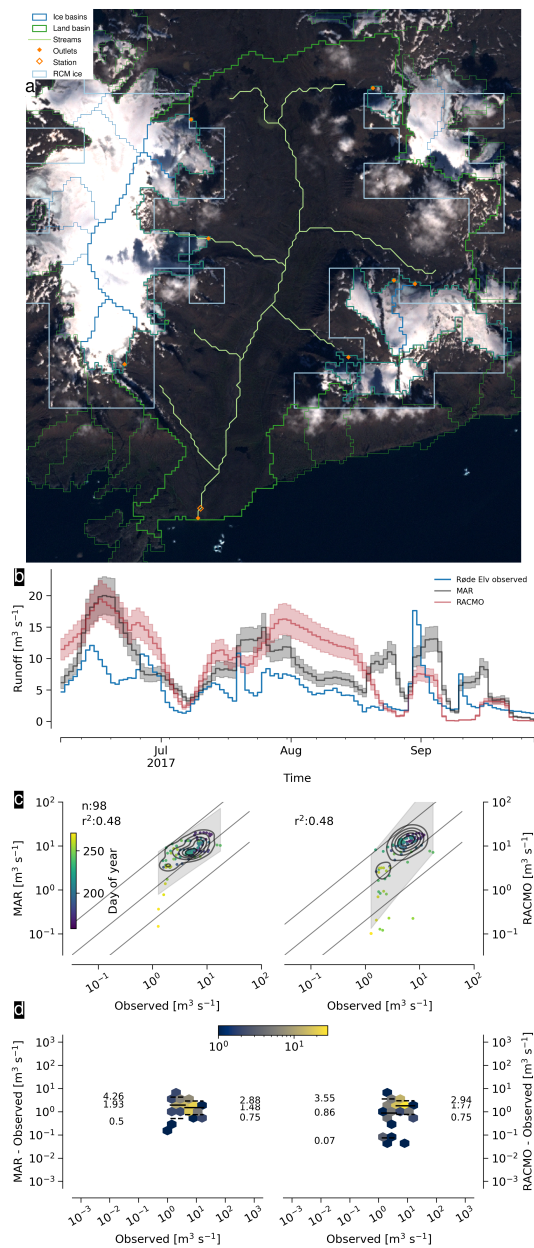 Ice basins
Land basin
Streams
Outlets
Station
RCM ice
a
b
Røde Elv observed
MAR
RACMO
Runoff [m³ s⁻¹]
20
15
10
5
0
Jul
2017
Aug
Sep
Time
c
n:98
r²:0.48
r²:0.48
MAR [m³ s⁻¹]
RACMO [m³ s⁻¹]
Day of year
250
200
10²
10¹
10⁰
10⁻¹
10²
10¹
10⁰
10⁻¹
10⁻¹ 10⁰ 10¹ 10²
10⁻¹ 10⁰ 10¹ 10²
Observed [m³ s⁻¹]
Observed [m³ s⁻¹]
d
10⁰ 10¹
MAR - Observed [m³ s⁻¹]
RACMO - Observed [m³ s⁻¹]
10³
10²
10¹
10⁰
10⁻¹
10⁻²
10⁻³
4.26
1.93
0.5
2.88
1.48
0.75
3.55
0.86
0.07
2.94
1.77
0.75
10³
10²
10¹
10⁰
10⁻¹
10⁻²
10⁻³
10⁻³ 10⁻² 10⁻¹ 10⁰ 10¹ 10² 10³
10⁻³ 10⁻² 10⁻¹ 10⁰ 10¹ 10² 10³
Observed [m³ s⁻¹]
Observed [m³ s⁻¹]